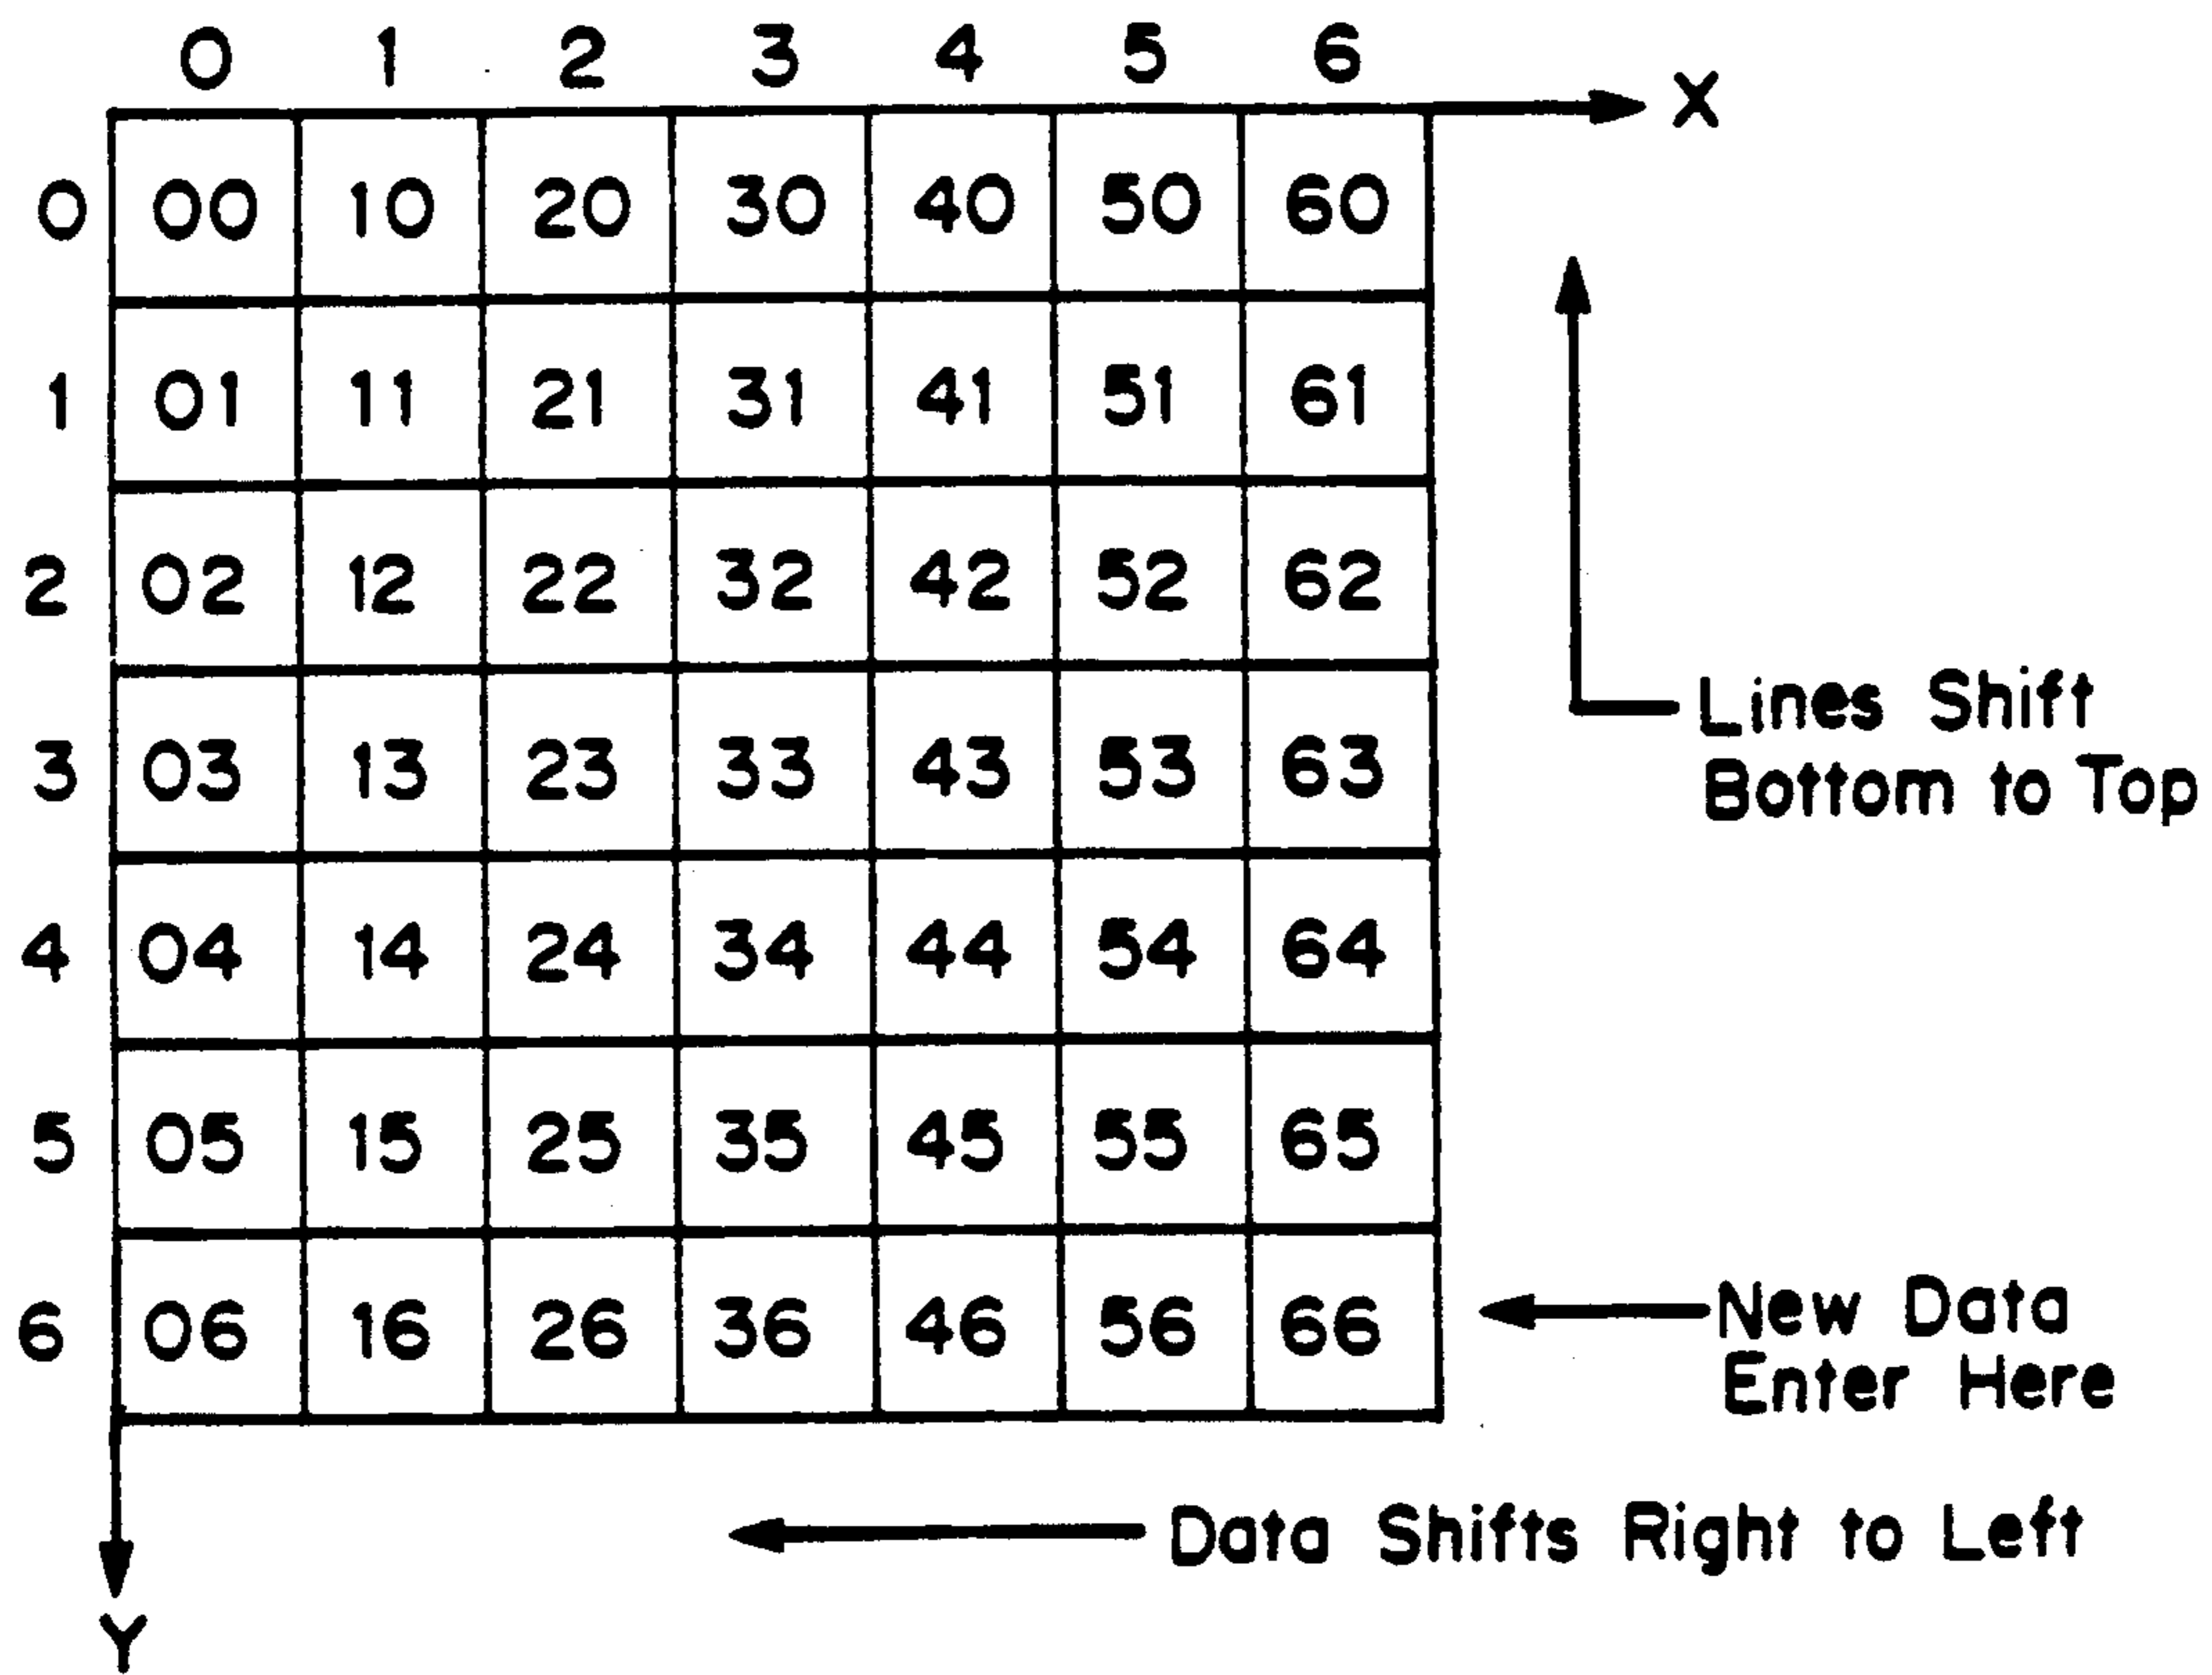 0 1 2 3 4 5 6
X
0 00 10 20 30 40 50 60
1 01 11 21 31 41 51 61
2 02 12 22 32 42 52 62
Lines Shift
3 03 13 23 33 43 53 63
Bottom to Top
4 04 14 24 34 44 54 64
5 05 15 25 35 45 55 65
6 06 16 26 36 46 56 66
New Data
Enter Here
Data Shifts Right to Left
Y